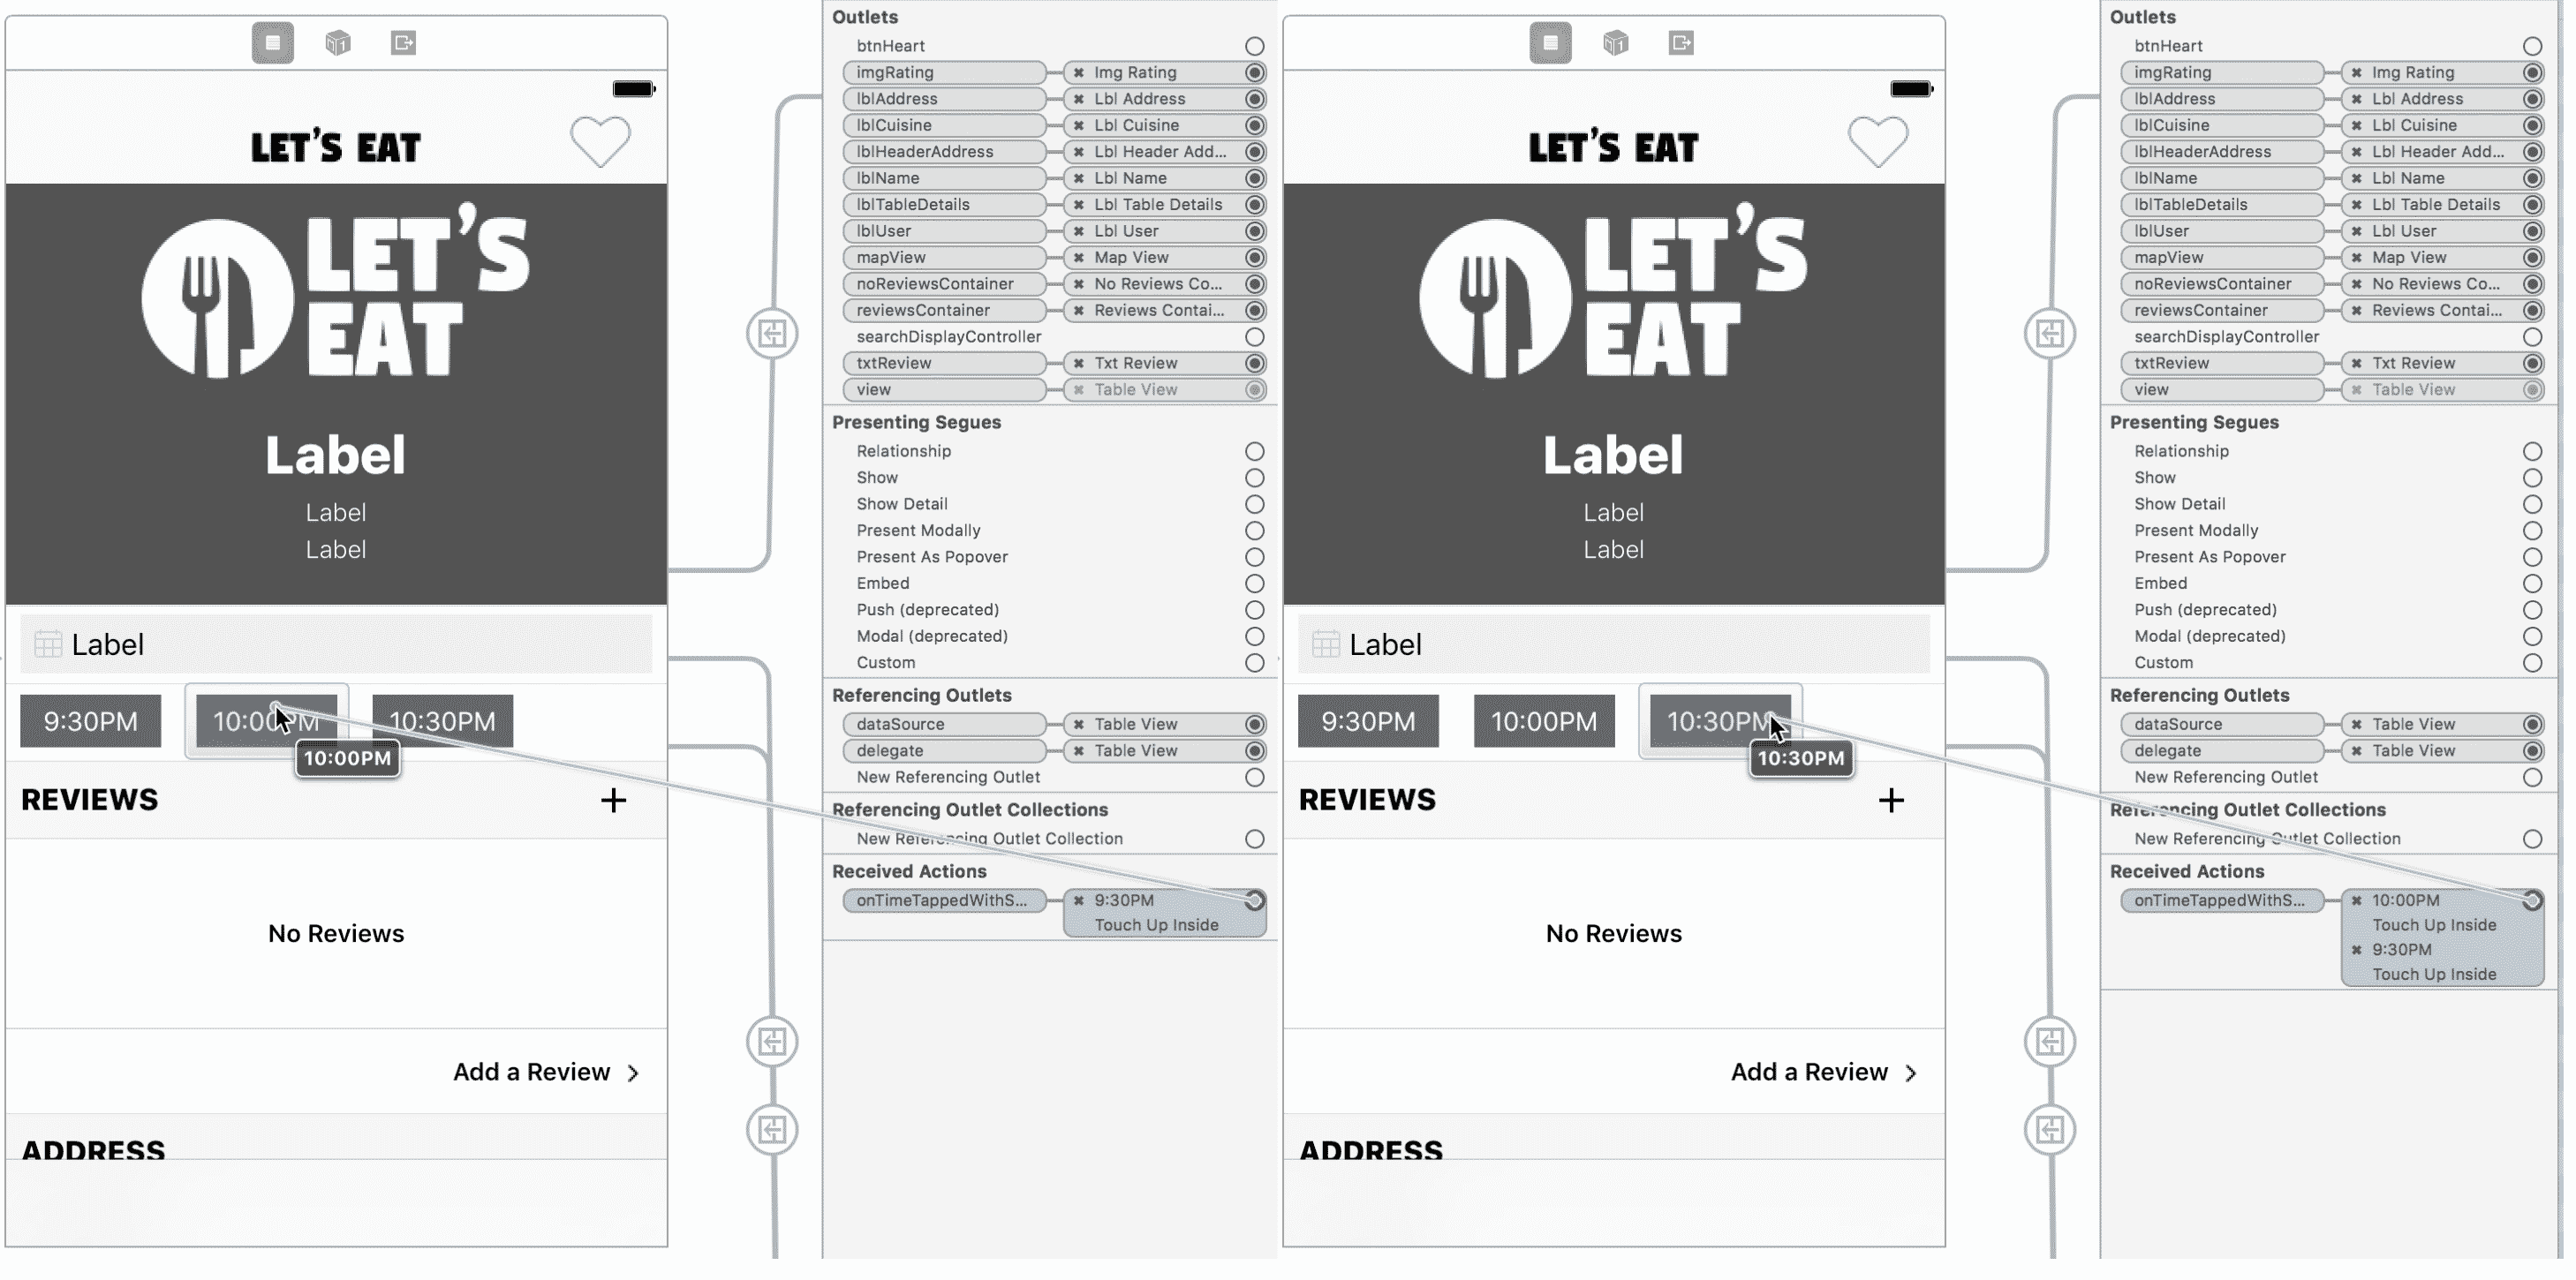 LET'S EAT
LET'S
EAT
Label
Label
Label
Label
9:30PM
10:00PM
10:30PM
10:00PM
REVIEWS
+
No Reviews
Add a Review >
ADDRESS
Outlets
btnHeart
imgRating ✖ Img Rating
lblAddress ✖ Lbl Address
lblCuisine ✖ Lbl Cuisine
lblHeaderAddress ✖ Lbl Header Add...
lblName ✖ Lbl Name
lblTableDetails ✖ Lbl Table Details
lblUser ✖ Lbl User
mapView ✖ Map View
noReviewsContainer ✖ No Reviews Co...
reviewsContainer ✖ Reviews Contai...
searchDisplayController
txtReview ✖ Txt Review
view ✖ Table View
Presenting Segues
Relationship
Show
Show Detail
Present Modally
Present As Popover
Embed
Push (deprecated)
Modal (deprecated)
Custom
Referencing Outlets
dataSource ✖ Table View
delegate ✖ Table View
New Referencing Outlet
Referencing Outlet Collections
New Referencing Outlet Collection
Received Actions
onTimeTappedWithS... ✖ 9:30PM
Touch Up Inside
LET'S EAT
LET'S
EAT
Label
Label
Label
Label
9:30PM
10:00PM
10:30PM
10:30PM
REVIEWS
+
No Reviews
Add a Review >
ADDRESS
Outlets
btnHeart
imgRating ✖ Img Rating
lblAddress ✖ Lbl Address
lblCuisine ✖ Lbl Cuisine
lblHeaderAddress ✖ Lbl Header Add...
lblName ✖ Lbl Name
lblTableDetails ✖ Lbl Table Details
lblUser ✖ Lbl User
mapView ✖ Map View
noReviewsContainer ✖ No Reviews Co...
reviewsContainer ✖ Reviews Contai...
searchDisplayController
txtReview ✖ Txt Review
view ✖ Table View
Presenting Segues
Relationship
Show
Show Detail
Present Modally
Present As Popover
Embed
Push (deprecated)
Modal (deprecated)
Custom
Referencing Outlets
dataSource ✖ Table View
delegate ✖ Table View
New Referencing Outlet
Referencing Outlet Collections
New Referencing Outlet Collection
Received Actions
onTimeTappedWithS... ✖ 10:00PM
Touch Up Inside
✖ 9:30PM
Touch Up Inside